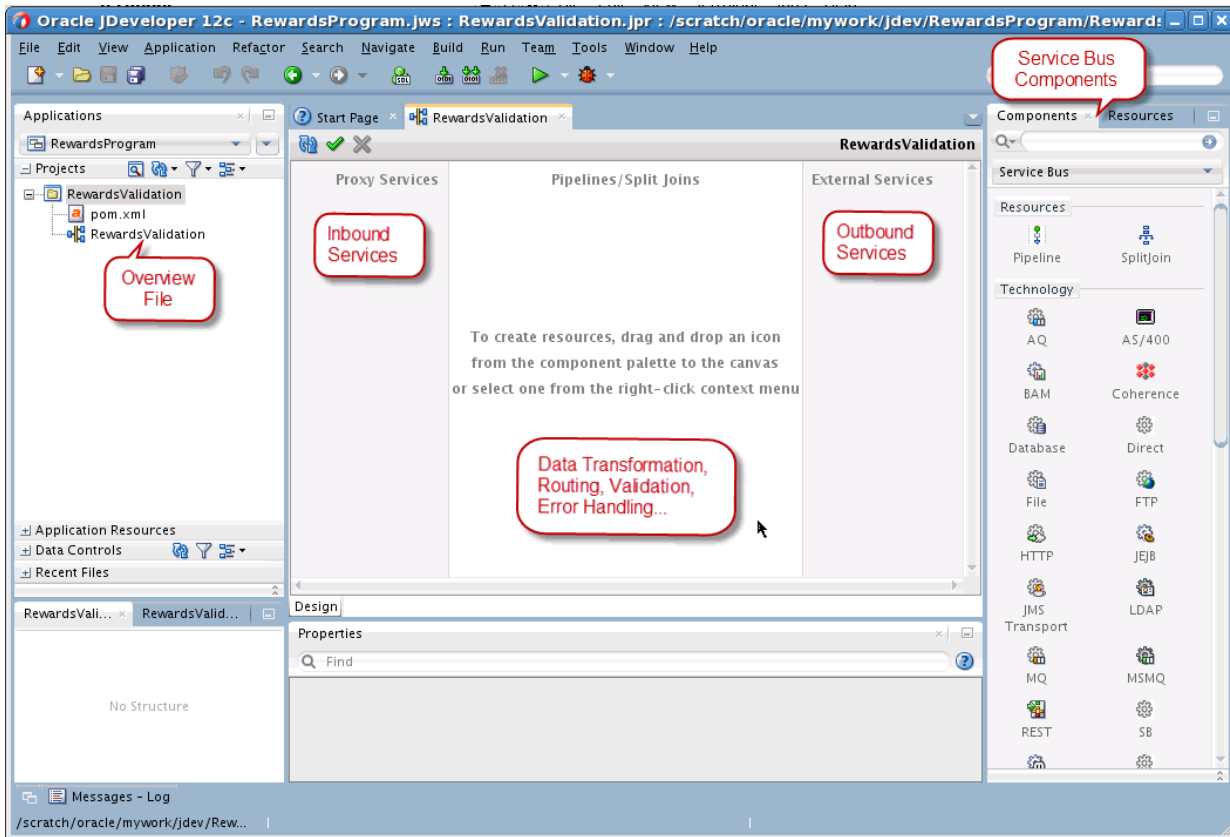 Oracle JDeveloper 12c - RewardsProgram.jws : RewardsValidation.jpr : /scratch/oracle/mywork/jdev/RewardsProgram/Rewards
File Edit View Application Refactor Search Navigate Build Run Team Tools Window Help
Service Bus
Components
Applications
Start Page
RewardsValidation
Components
Resources
RewardsProgram
RewardsValidation
Projects
Service Bus
Proxy Services
Pipelines/Split Joins
External Services
RewardsValidation
pom.xml
RewardsValidation
Overview
File
Inbound
Services
Outbound
Services
Resources
Pipeline SplitJoin
Technology
To create resources, drag and drop an icon
from the component palette to the canvas
or select one from the right-click context menu
AQ AS/400
BAM Coherence
Database Direct
Data Transformation,
Routing, Validation,
Error Handling...
File FTP
HTTP JEJB
JMS LDAP
Transport
MQ MSMQ
REST SB
Application Resources
Data Controls
Recent Files
Design
RewardsVali... RewardsValid...
Properties
Find
No Structure
Messages - Log
/scratch/oracle/mywork/jdev/Rew...